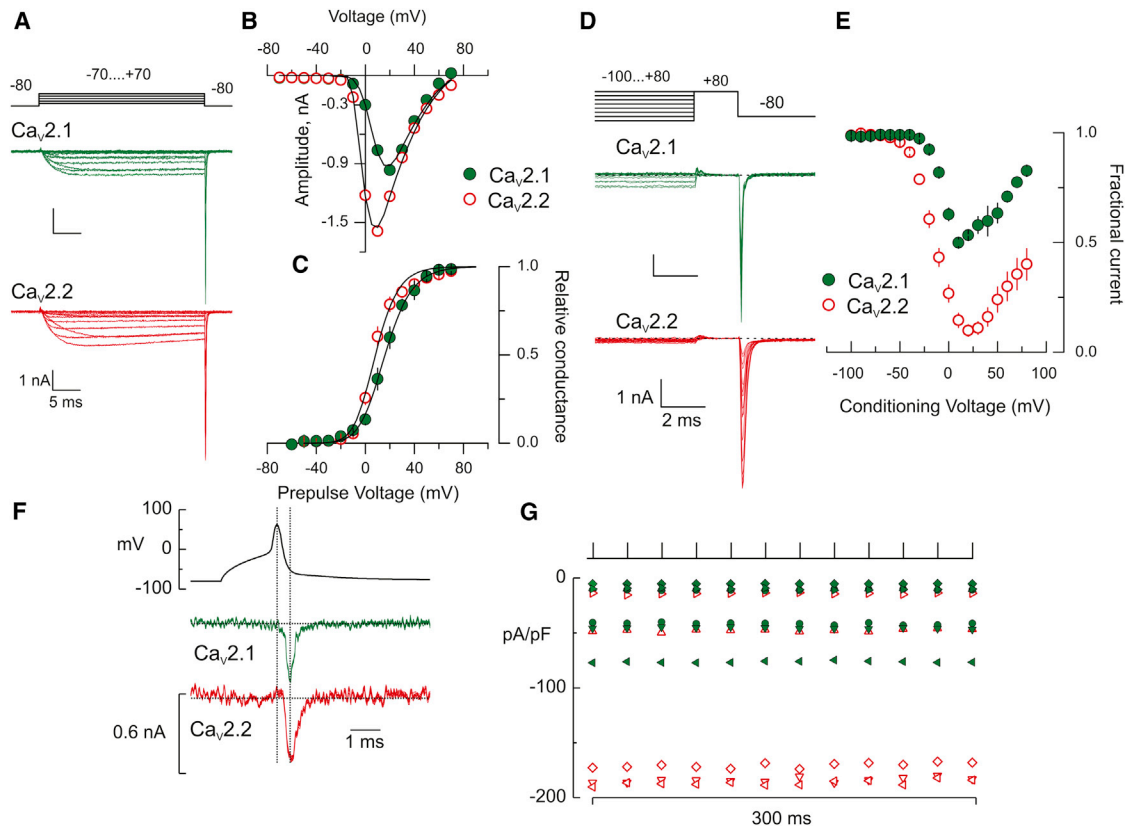 A
-80
-70....+70
-80
CaV2.1
CaV2.2
1 nA
5 ms
B
Voltage (mV)
-80 -40 0 40 80
-0.3
-0.9
-1.5
Amplitude, nA
CaV2.1
CaV2.2
C
1.0
0.5
0.0
Relative conductance
-80 -40 0 40 80
Prepulse Voltage (mV)
D
-100...+80
+80
-80
CaV2.1
CaV2.2
1 nA
2 ms
E
1.0
0.5
0.0
Fractional current
CaV2.1
CaV2.2
-100 -50 0 50 100
Conditioning Voltage (mV)
F
100
mV 0
-100
CaV2.1
CaV2.2
0.6 nA
1 ms
G
0
pA/pF
-100
-200
300 ms